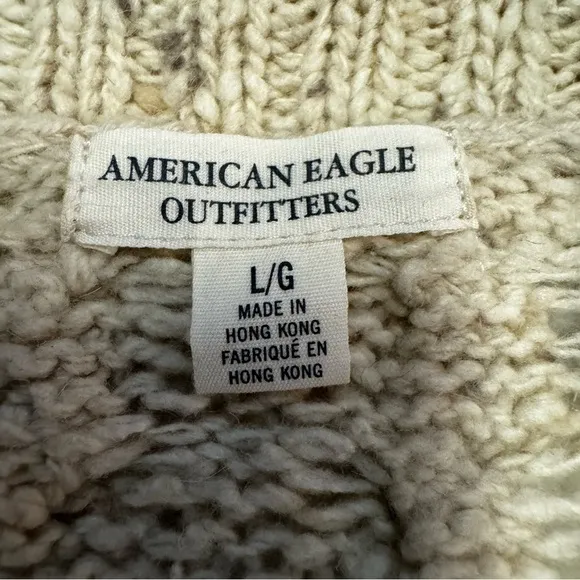 AMERICAN EAGLE
OUTFITTERS
L/G
MADE IN
HONG KONG
FABRIQUÉ EN
HONG KONG